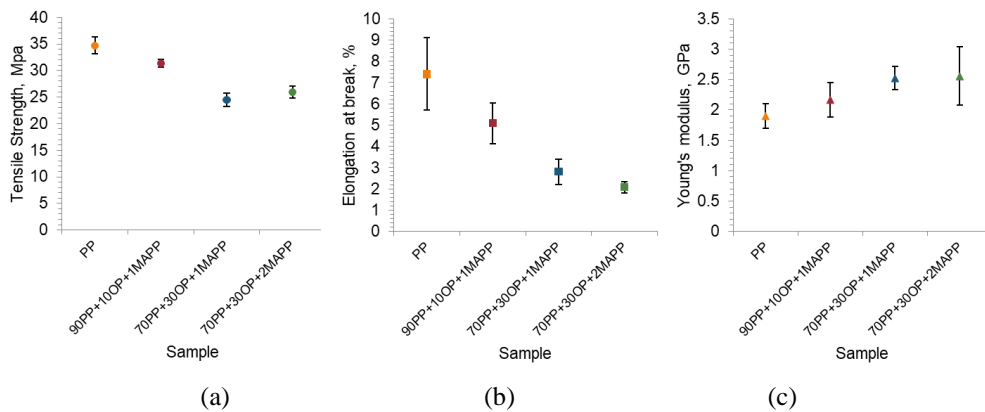 Tensile Strength, Mpa
40
35
30
25
20
15
10
5
0
PP
90PP+10OP+1MAPP
70PP+30OP+1MAPP
70PP+30OP+2MAPP
Sample
(a)
Elongation at break, %
10
9
8
7
6
5
4
3
2
1
0
PP
90PP+10OP+1MAPP
70PP+30OP+1MAPP
70PP+30OP+2MAPP
Sample
(b)
Young's modulus, GPa
3.5
3
2.5
2
1.5
1
0.5
0
PP
90PP+10OP+1MAPP
70PP+30OP+1MAPP
70PP+30OP+2MAPP
Sample
(c)